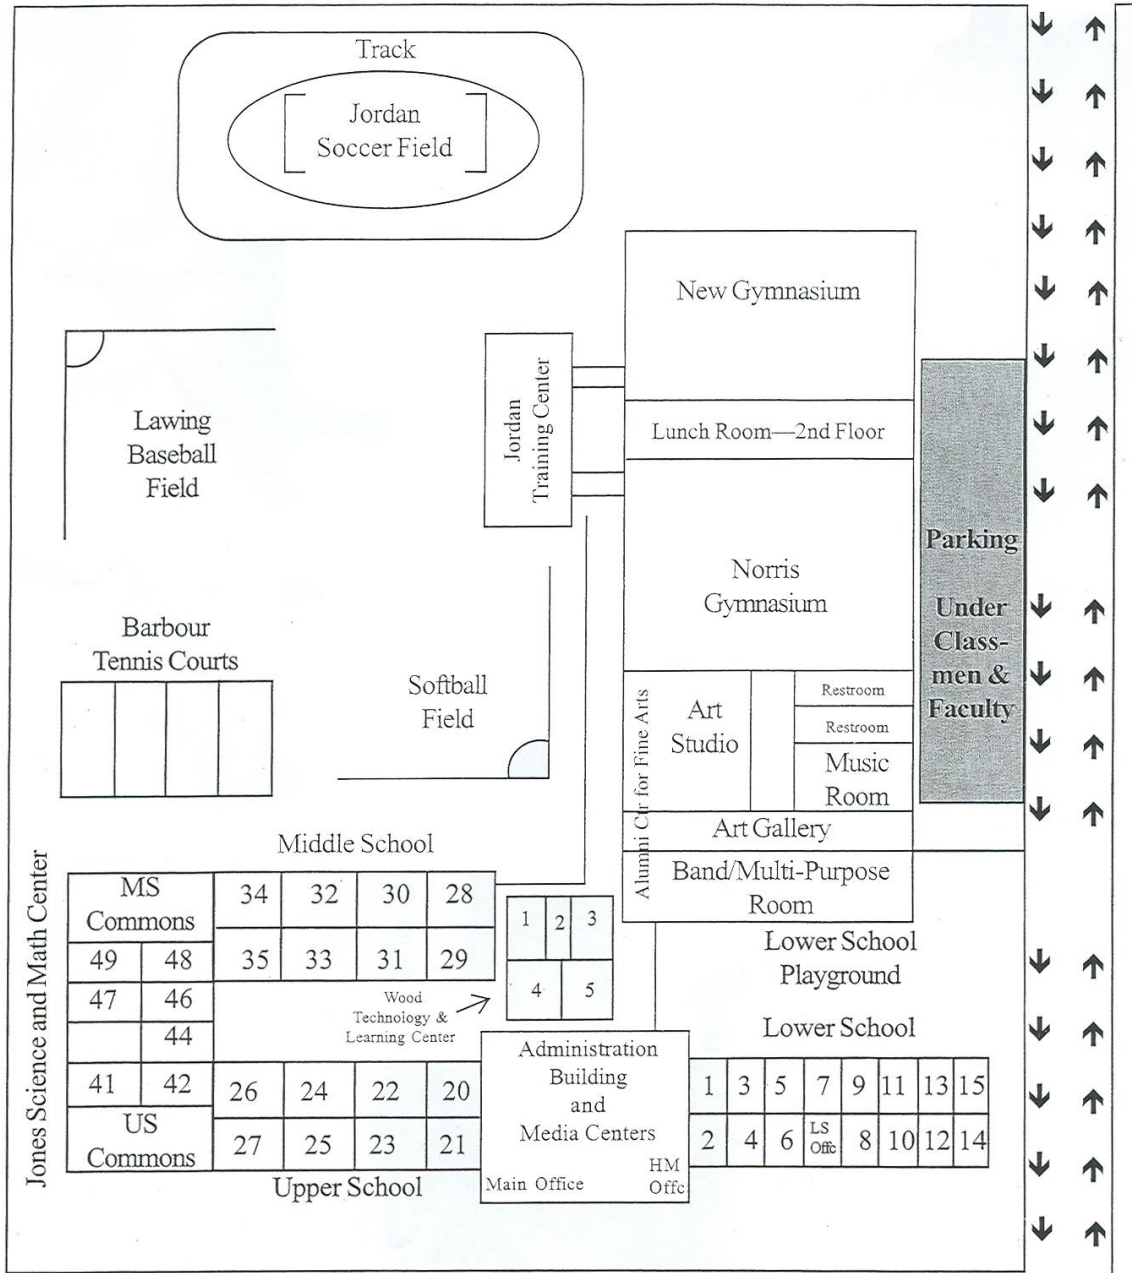 Track
Jordan
Soccer Field
New Gymnasium
Jordan
Training Center
Lunch Room—2nd Floor
Lawing
Baseball
Field
Parking
Under
Class-
men &
Faculty
Norris
Gymnasium
Barbour
Tennis Courts
Softball
Field
Alumni Ctr for Fine Arts
Art
Studio
Restroom
Restroom
Music
Room
Art Gallery
Band/Multi-Purpose
Room
Middle School
Jones Science and Math Center
MS
Commons
34 32 30 28
35 33 31 29
49 48
47 46
44
41 42
US
Commons
1 2 3
4 5
Wood
Technology &
Learning Center
Lower School
Playground
Lower School
26 24 22 20
27 25 23 21
Upper School
Administration
Building
and
Media Centers
Main Office
HM
Offc
1 3 5 7 9 11 13 15
2 4 6 LS
Offc 8 10 12 14